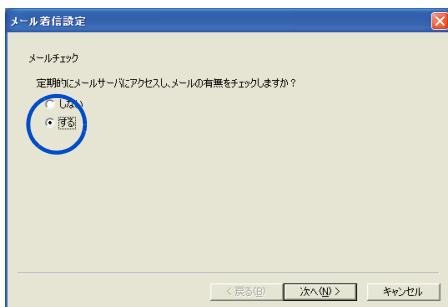 メール着信設定
メールチェック
定期的にメールサーバにアクセスし、メールの有無をチェックしますか？
しない
する
< 戻る(B)
次へ(N) >
キャンセル